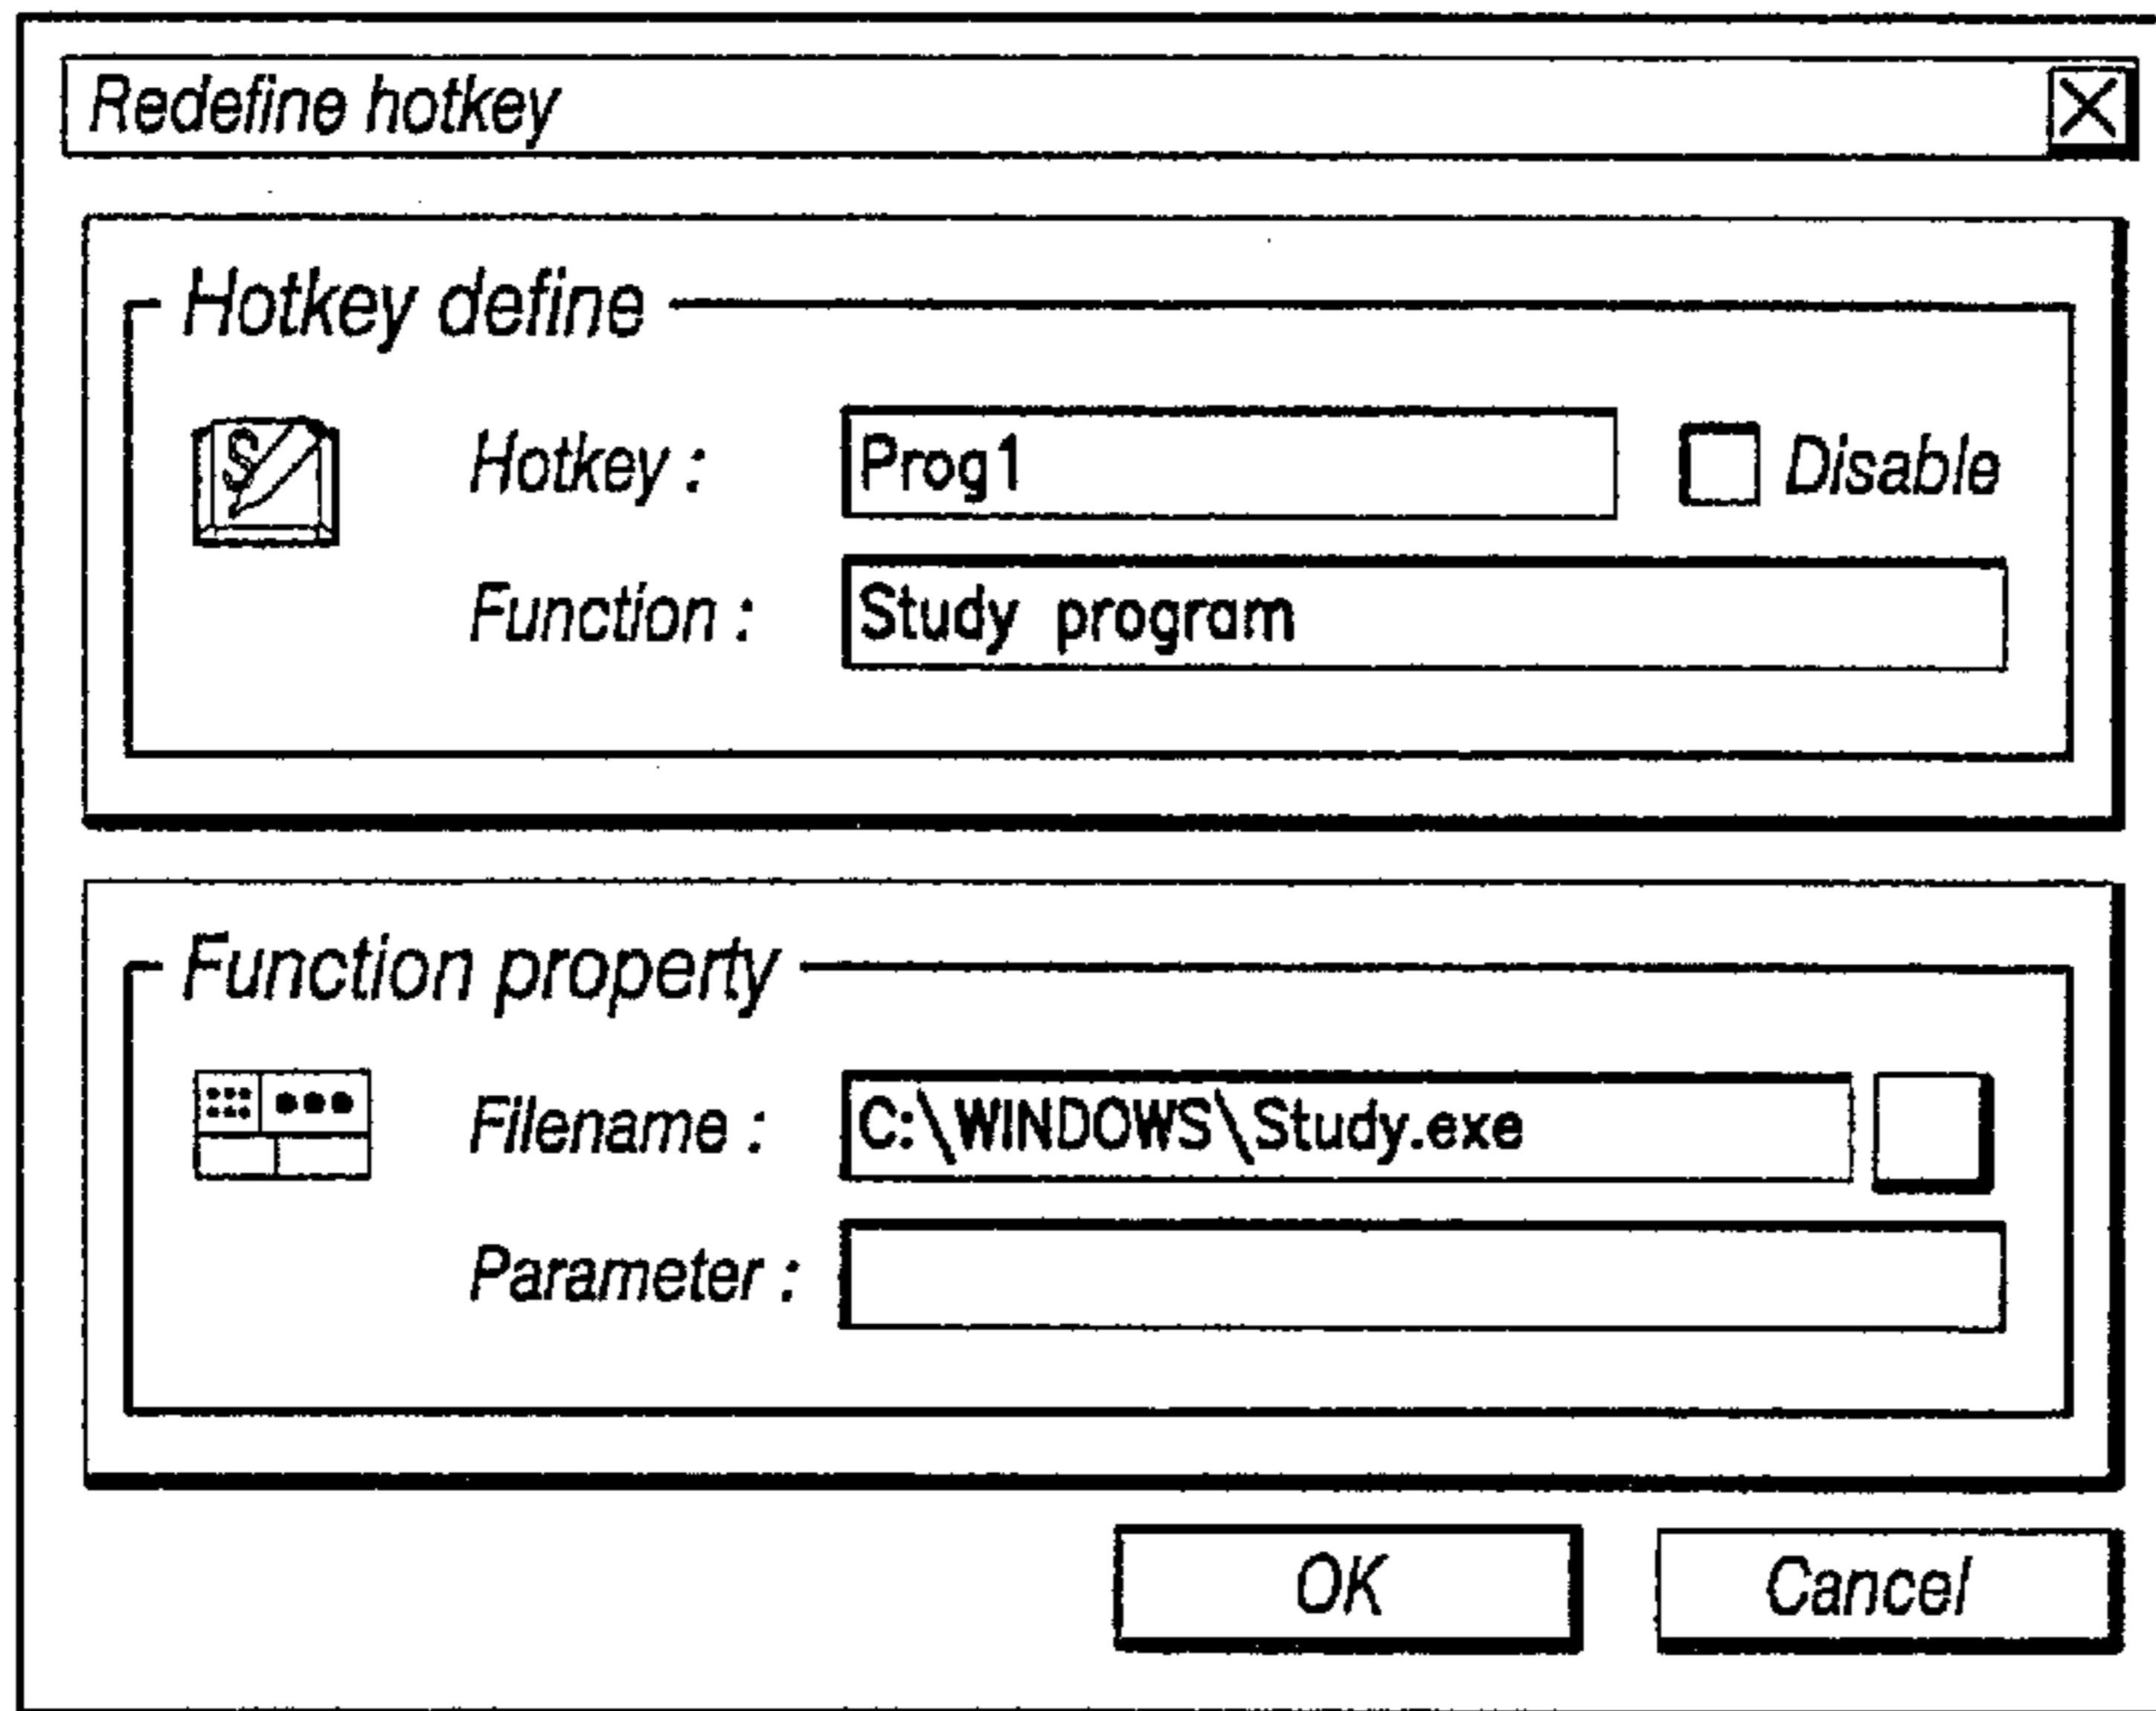 Redefine hotkey
Hotkey define
S
Hotkey : Prog1 Disable
Function : Study program
Function property
Filename : C:\WINDOWS\Study.exe
Parameter :
OK Cancel